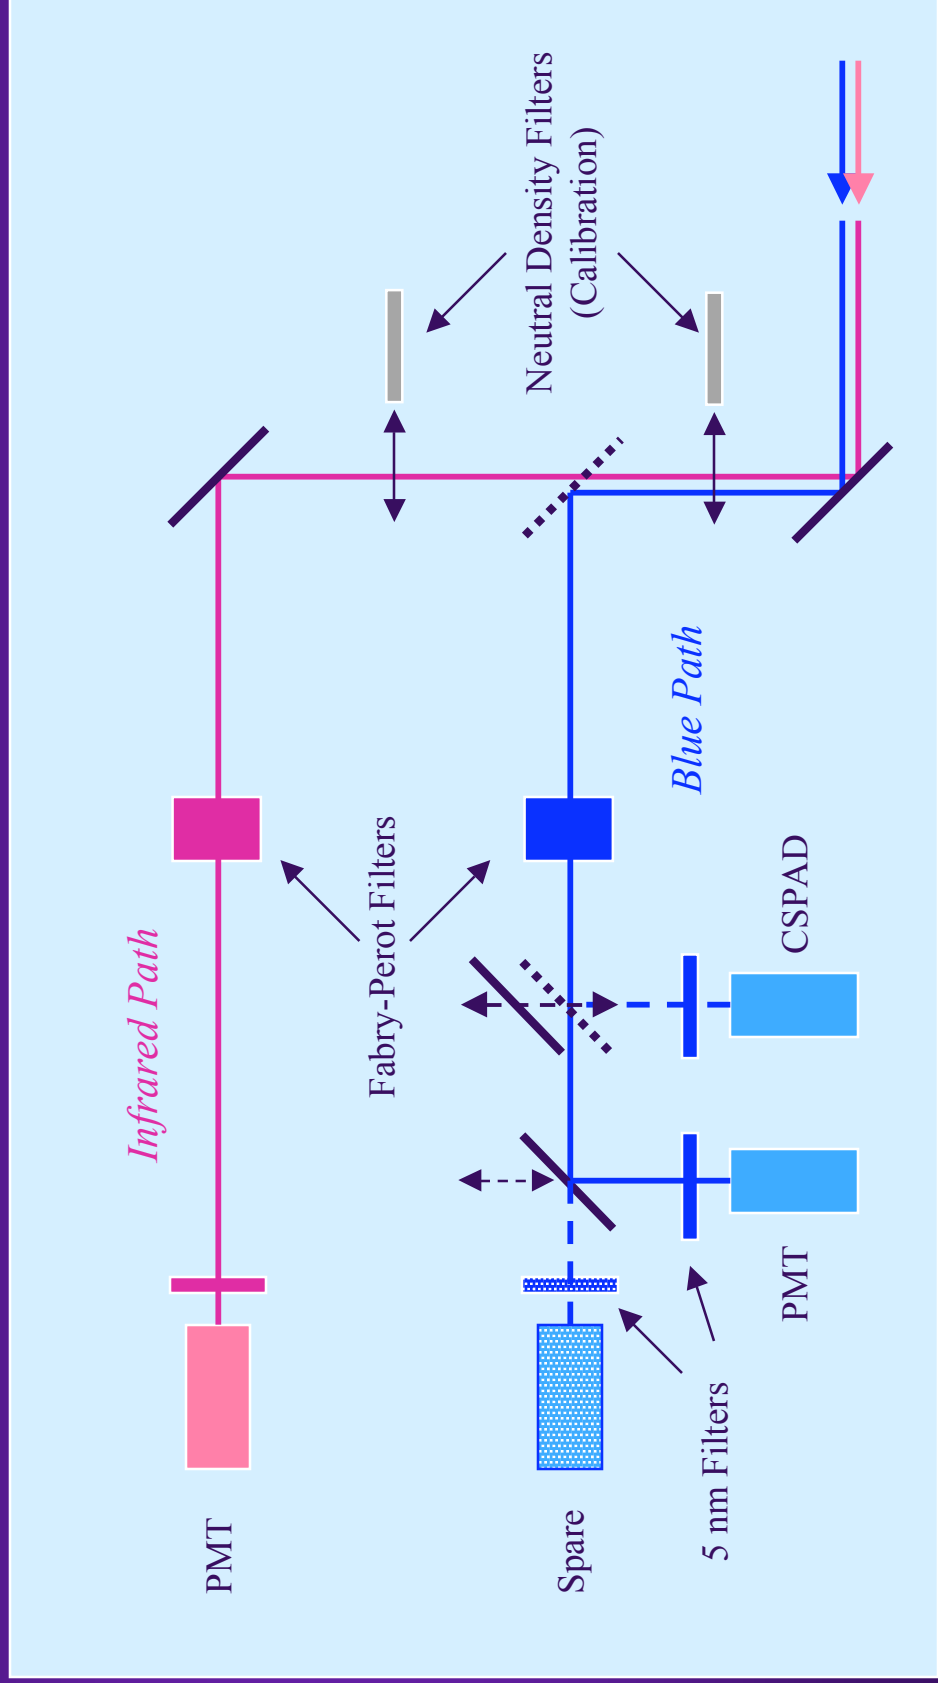 PMT
Infrared Path
Fabry-Perot Filters
Neutral Density Filters
(Calibration)
Spare
Blue Path
5 nm Filters
PMT
CSPAD